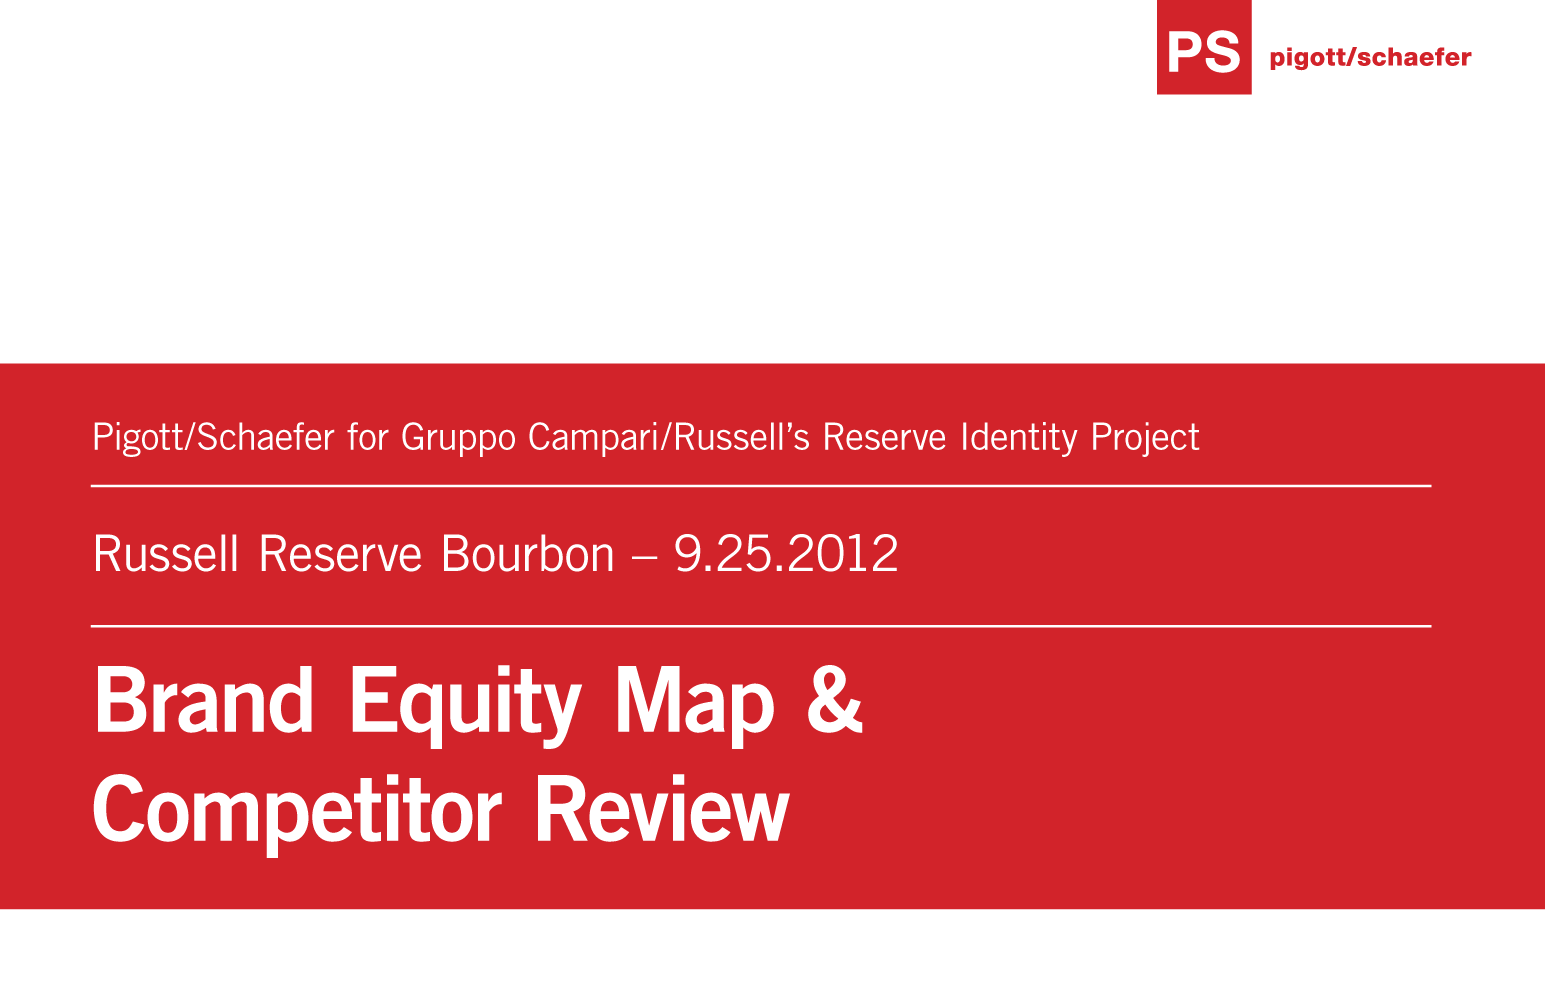 PS
pigott/schaefer
Pigott/Schaefer for Gruppo Campari/Russell’s Reserve Identity Project
Russell Reserve Bourbon – 9.25.2012
Brand Equity Map &
Competitor Review